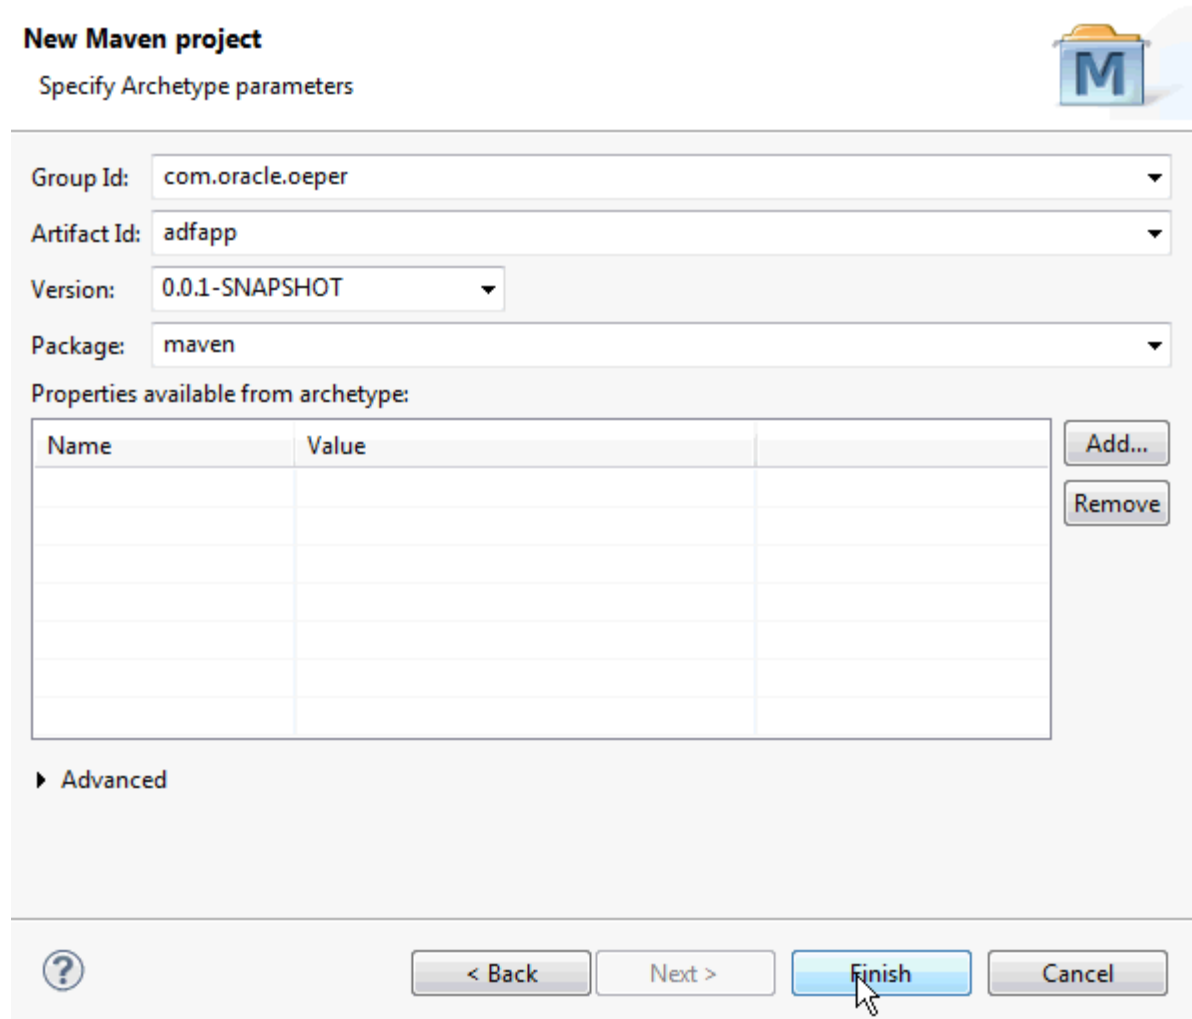 New Maven project
Specify Archetype parameters
M
Group Id: com.oracle.oeper
Artifact Id: adfapp
Version: 0.0.1-SNAPSHOT
Package: maven
Properties available from archetype:
Name Value
Add...
Remove
Advanced
? < Back Next > Finish Cancel